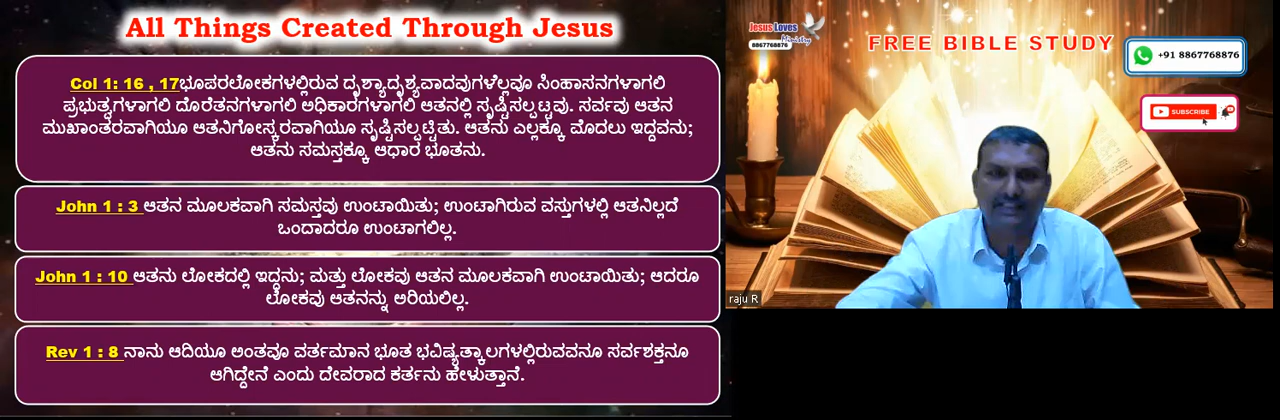 All Things Created Through Jesus
Col 1: 16 , 17ಭೂಪರಲೋಕಗಳಲ್ಲಿರುವ ದೃಶ್ಯಾದೃಶ್ಯವಾದವುಗಳೆಲ್ಲವೂ ಸಿಂಹಾಸನಗಳಾಗಲಿ
ಪ್ರಭುತ್ವಗಳಾಗಲಿ ದೊರೆತನಗಳಾಗಲಿ ಅಧಿಕಾರಗಳಾಗಲಿ ಆತನಲ್ಲಿ ಸೃಷ್ಟಿಸಲ್ಪಟ್ಟವು. ಸರ್ವವು ಆತನ
ಮುಖಾಂತರವಾಗಿಯೂ ಆತನಿಗೋಸ್ಕರವಾಗಿಯೂ ಸೃಷ್ಟಿಸಲ್ಪಟ್ಟಿತು. ಆತನು ಎಲ್ಲಕ್ಕೂ ಮೊದಲು ಇದ್ದವನು;
ಆತನು ಸಮಸ್ತಕ್ಕೂ ಆಧಾರ ಭೂತನು.
John 1 : 3 ಆತನ ಮೂಲಕವಾಗಿ ಸಮಸ್ತವು ಉಂಟಾಯಿತು; ಉಂಟಾಗಿರುವ ವಸ್ತುಗಳಲ್ಲಿ ಆತನಿಲ್ಲದೆ
ಒಂದಾದರೂ ಉಂಟಾಗಲಿಲ್ಲ.
John 1 : 10 ಆತನು ಲೋಕದಲ್ಲಿ ಇದ್ದನು; ಮತ್ತು ಲೋಕವು ಆತನ ಮೂಲಕವಾಗಿ ಉಂಟಾಯಿತು; ಆದರೂ
ಲೋಕವು ಆತನನ್ನು ಅರಿಯಲಿಲ್ಲ.
Rev 1 : 8 ನಾನು ಆದಿಯೂ ಅಂತವೂ ವರ್ತಮಾನ ಭೂತ ಭವಿಷ್ಯತ್ಕಾಲಗಳಲ್ಲಿರುವವನೂ ಸರ್ವಶಕ್ತನೂ
ಆಗಿದ್ದೇನೆ ಎಂದು ದೇವರಾದ ಕರ್ತನು ಹೇಳುತ್ತಾನೆ.
Jesus Loves
Ministry
8867768876
FREE BIBLE STUDY
+91 8867768876
SUBSCRIBE
raju R